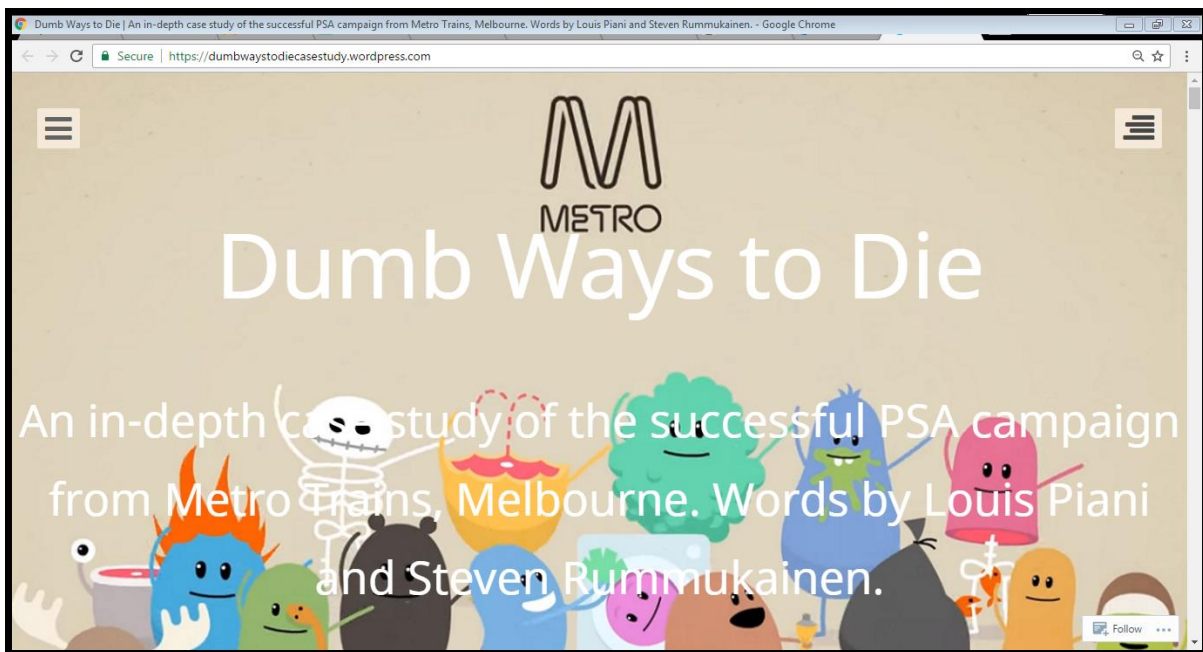 Dumb Ways to Die | An in-depth case study of the successful PSA campaign from Metro Trains, Melbourne. Words by Louis Piani and Steven Rummukainen. - Google Chrome
Secure | https://dumbwaystodiecasestudy.wordpress.com
METRO
Dumb Ways to Die
An in-depth case study of the successful PSA campaign
from Metro Trains, Melbourne. Words by Louis Piani
and Steven Rummukainen.
Follow